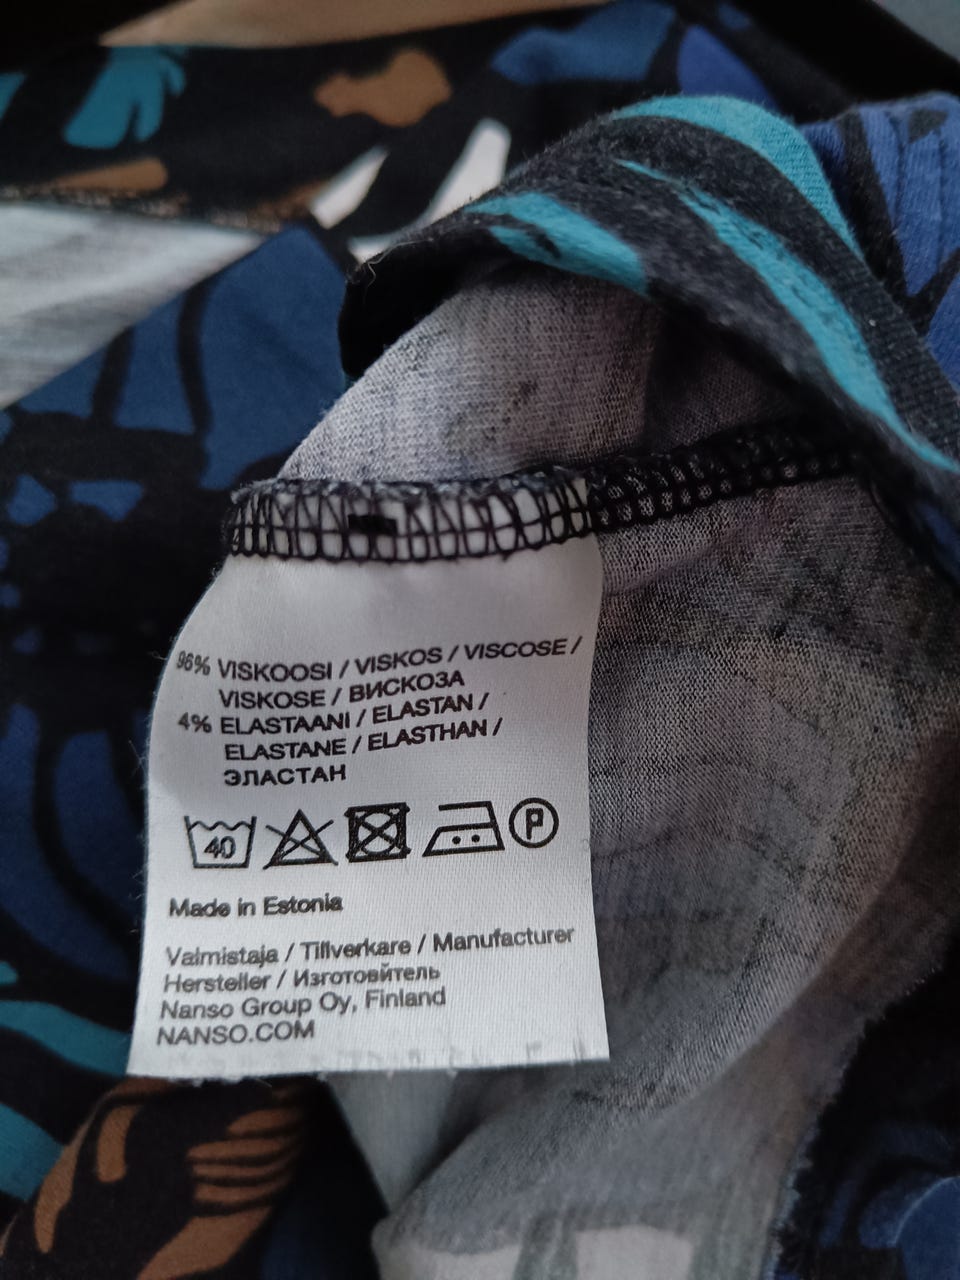 96% VISKOOSI / VISKOS / VISCOSE /
VISKOSE / ВИСКОЗА
4% ELASTAANI / ELASTAN /
ELASTANE / ELASTHAN /
ЭЛАСТАН
40 P
Made in Estonia
Valmistaja / Tillverkare / Manufacturer
Hersteller / Изготовйтель
Nanso Group Oy, Finland
NANSO.COM